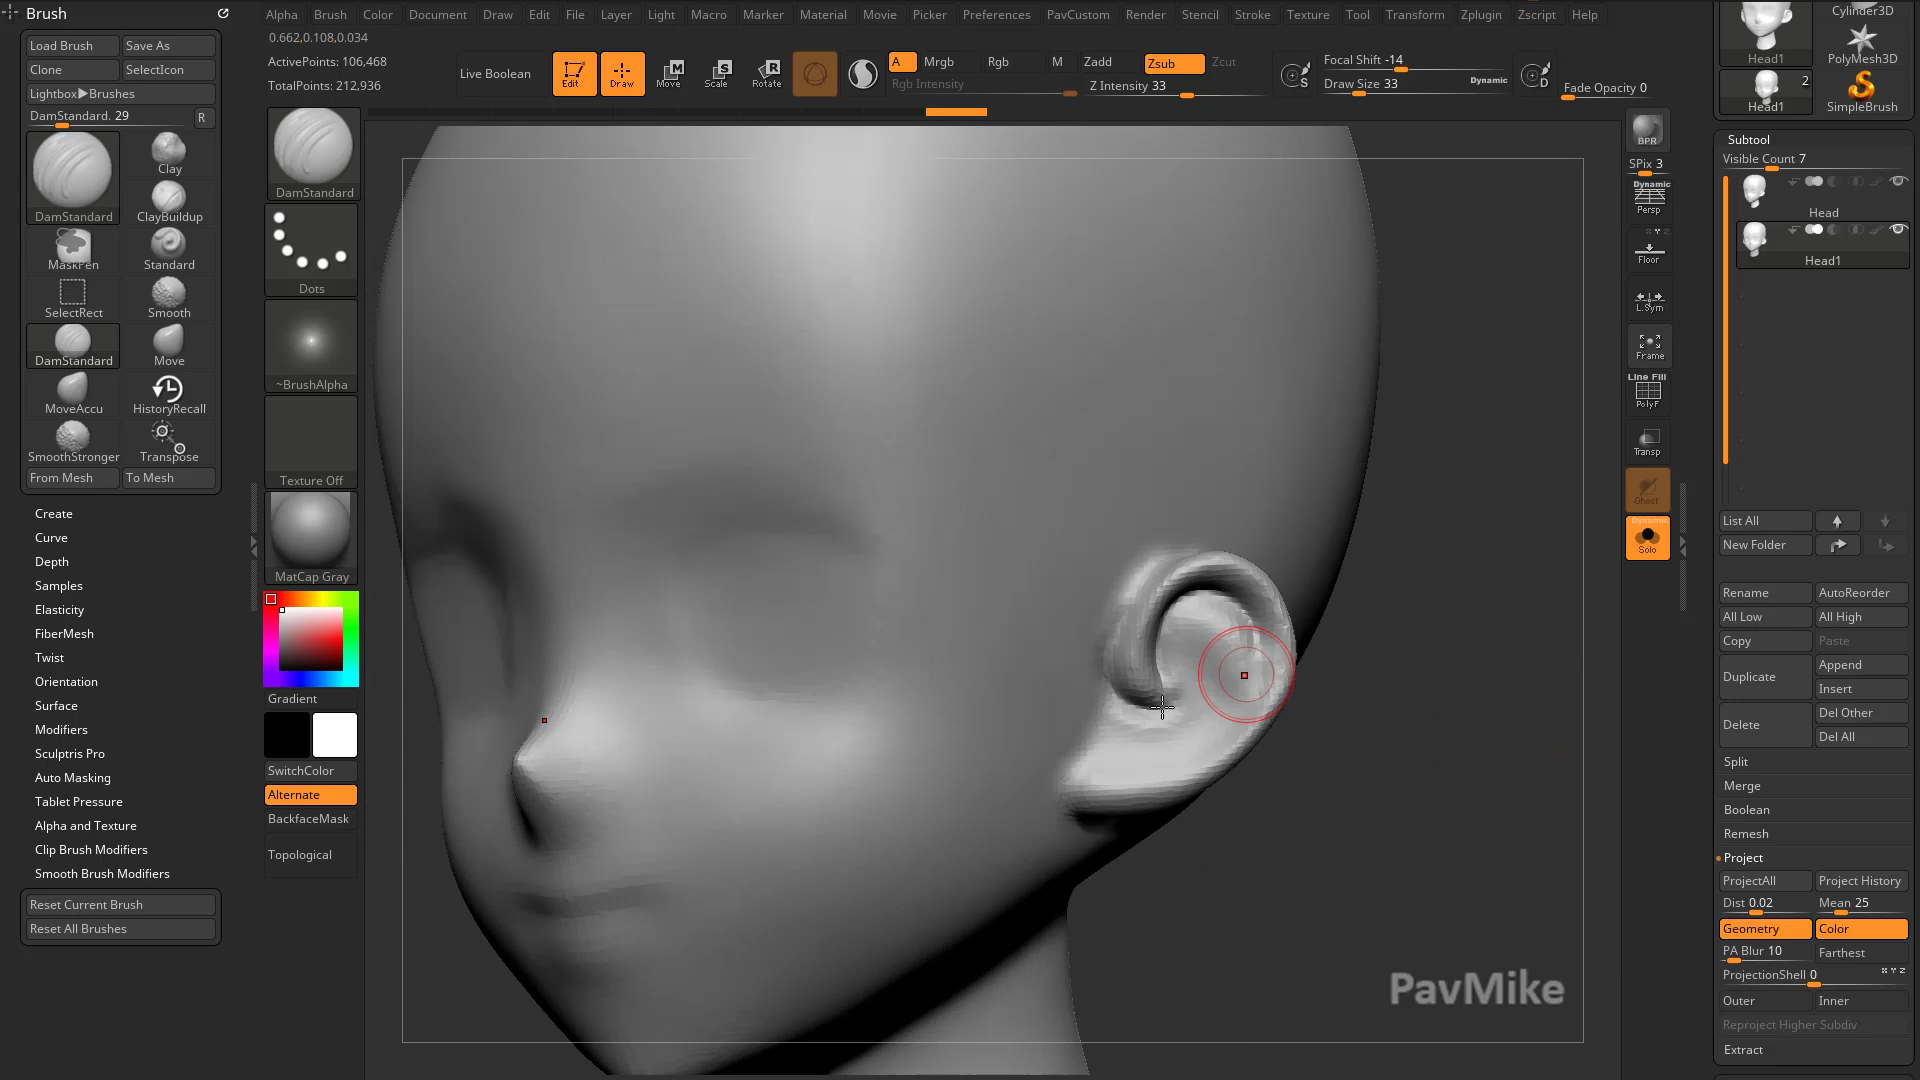 Brush
Alpha Brush Color Document Draw Edit File Layer Light Macro Marker Material Movie Picker Preferences PavCustom Render Stencil Stroke Texture Tool Transform Zplugin Zscript Help
0.662,0.108,0.034
ActivePoints: 106,468
TotalPoints: 212,936
Live Boolean
Edit
Draw
Move
Scale
Rotate
A
Mrgb
Rgb
M
Zadd
Zsub
Zcut
Rgb Intensity
Z Intensity 33
S
Focal Shift -14
Draw Size 33
Dynamic
D
Fade Opacity 0
Load Brush
Save As
Clone
SelectIcon
Lightbox▶Brushes
DamStandard. 29
R
DamStandard
Clay
ClayBuildup
MaskPen
Standard
SelectRect
Smooth
DamStandard
Move
MoveAccu
HistoryRecall
SmoothStronger
Transpose
From Mesh
To Mesh
Create
Curve
Depth
Samples
Elasticity
FiberMesh
Twist
Orientation
Surface
Modifiers
Sculptris Pro
Auto Masking
Tablet Pressure
Alpha and Texture
Clip Brush Modifiers
Smooth Brush Modifiers
Reset Current Brush
Reset All Brushes
DamStandard
Dots
~BrushAlpha
Texture Off
MatCap Gray
Gradient
SwitchColor
Alternate
BackfaceMask
Topological
PavMike
BPR
SPix 3
Dynamic
Persp
Floor
L.Sym
Frame
Line Fill
PolyF
Transp
Ghost
Dynamic
Solo
Head1
Cylinder3D
PolyMesh3D
2
Head1
SimpleBrush
Subtool
Visible Count 7
Head
Head1
List All
New Folder
Rename
AutoReorder
All Low
All High
Copy
Paste
Duplicate
Append
Insert
Delete
Del Other
Del All
Split
Merge
Boolean
Remesh
Project
ProjectAll
Project History
Dist 0.02
Mean 25
Geometry
Color
PA Blur 10
Farthest
ProjectionShell 0
X Y Z
Outer
Inner
Reproject Higher Subdiv
Extract